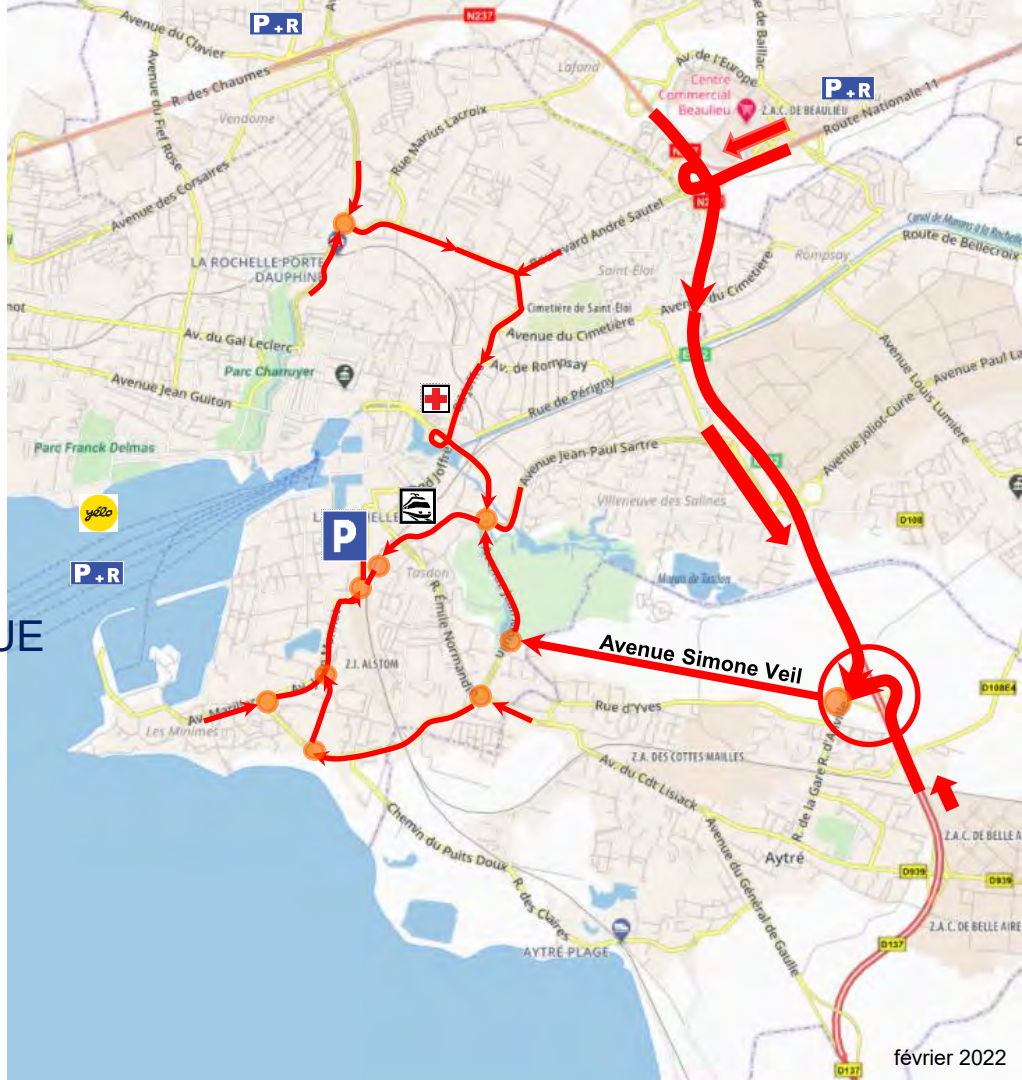 N237
Avenue du Clavier
P+R
R. des Chaumes
Avenue du Fief Rose
Vendome
Lafond
Av. de l'Europe
Centre
Commercial
Beaulieu
Z.A.C. DE BEAULIEU
P+R
Route Nationale 11
Rue Marius Lacroix
Avenue des Corsaires
LA ROCHELLE PORTE
DAUPHINE
Boulevard André Sautel
Saint-Eloi
Rompsay
Canal de Marans à la Rochelle
Route de Bellecroix
Cimetière de Saint-Eloi
Avenue du Cimetière
Avenue du Cimetière
Av. du Gal Leclerc
Parc Charruyer
Av. de Rompsay
Avenue Jean Guiton
Rue de Périgny
Avenue Louis Lumière
Avenue Paul La
Avenue Joliot-Curie
Parc Franck Delmas
Avenue Jean-Paul Sartre
Villeneuve des Salines
yélo
P
P+R
D108
Tasdon
Marais de Tasdon
R. Émile Normandin
UE
Avenue Simone Veil
Z.I. ALSTOM
D108E4
Les Minimes
Rue d'Yves
Z.A. DES COTTES MAILLES
R. de la Gare
Av. du Cdt Lisiack
Z.A.C. DE BELLE A
Chemin du Puits Doux
Aytré
D939
D939
Avenue du Général de Gaulle
R. des Claires
Z.A.C. DE BELLE AIRE
AYTRÉ PLAGE
D137
février 2022
D137